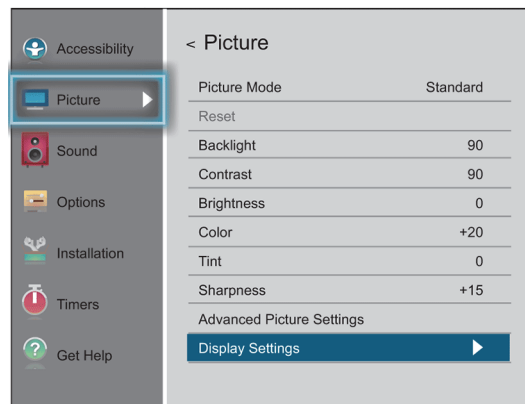 Accessibility
Picture
Sound
Options
Installation
Timers
Get Help
< Picture
Picture Mode Standard
Reset
Backlight 90
Contrast 90
Brightness 0
Color +20
Tint 0
Sharpness +15
Advanced Picture Settings
Display Settings